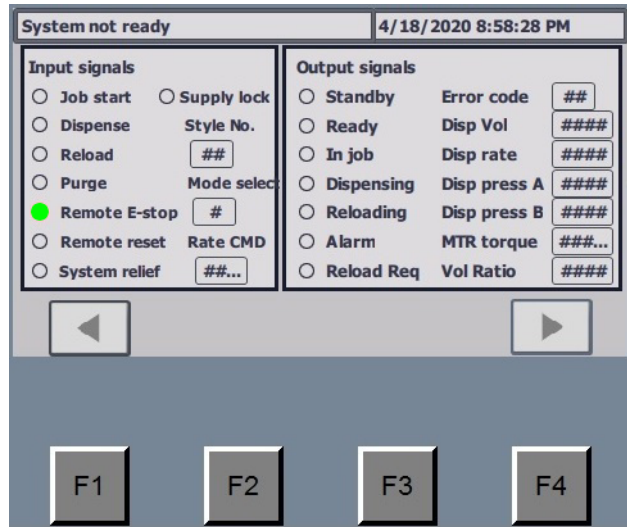 System not ready
4/18/2020 8:58:28 PM
Input signals
Job start
Supply lock
Dispense
Style No.
Reload
##
Purge
Mode select
Remote E-stop
#
Remote reset
Rate CMD
System relief
##...
Output signals
Standby
Error code
##
Ready
Disp Vol
####
In job
Disp rate
####
Dispensing
Disp press A
####
Reloading
Disp press B
####
Alarm
MTR torque
###...
Reload Req
Vol Ratio
####
F1
F2
F3
F4